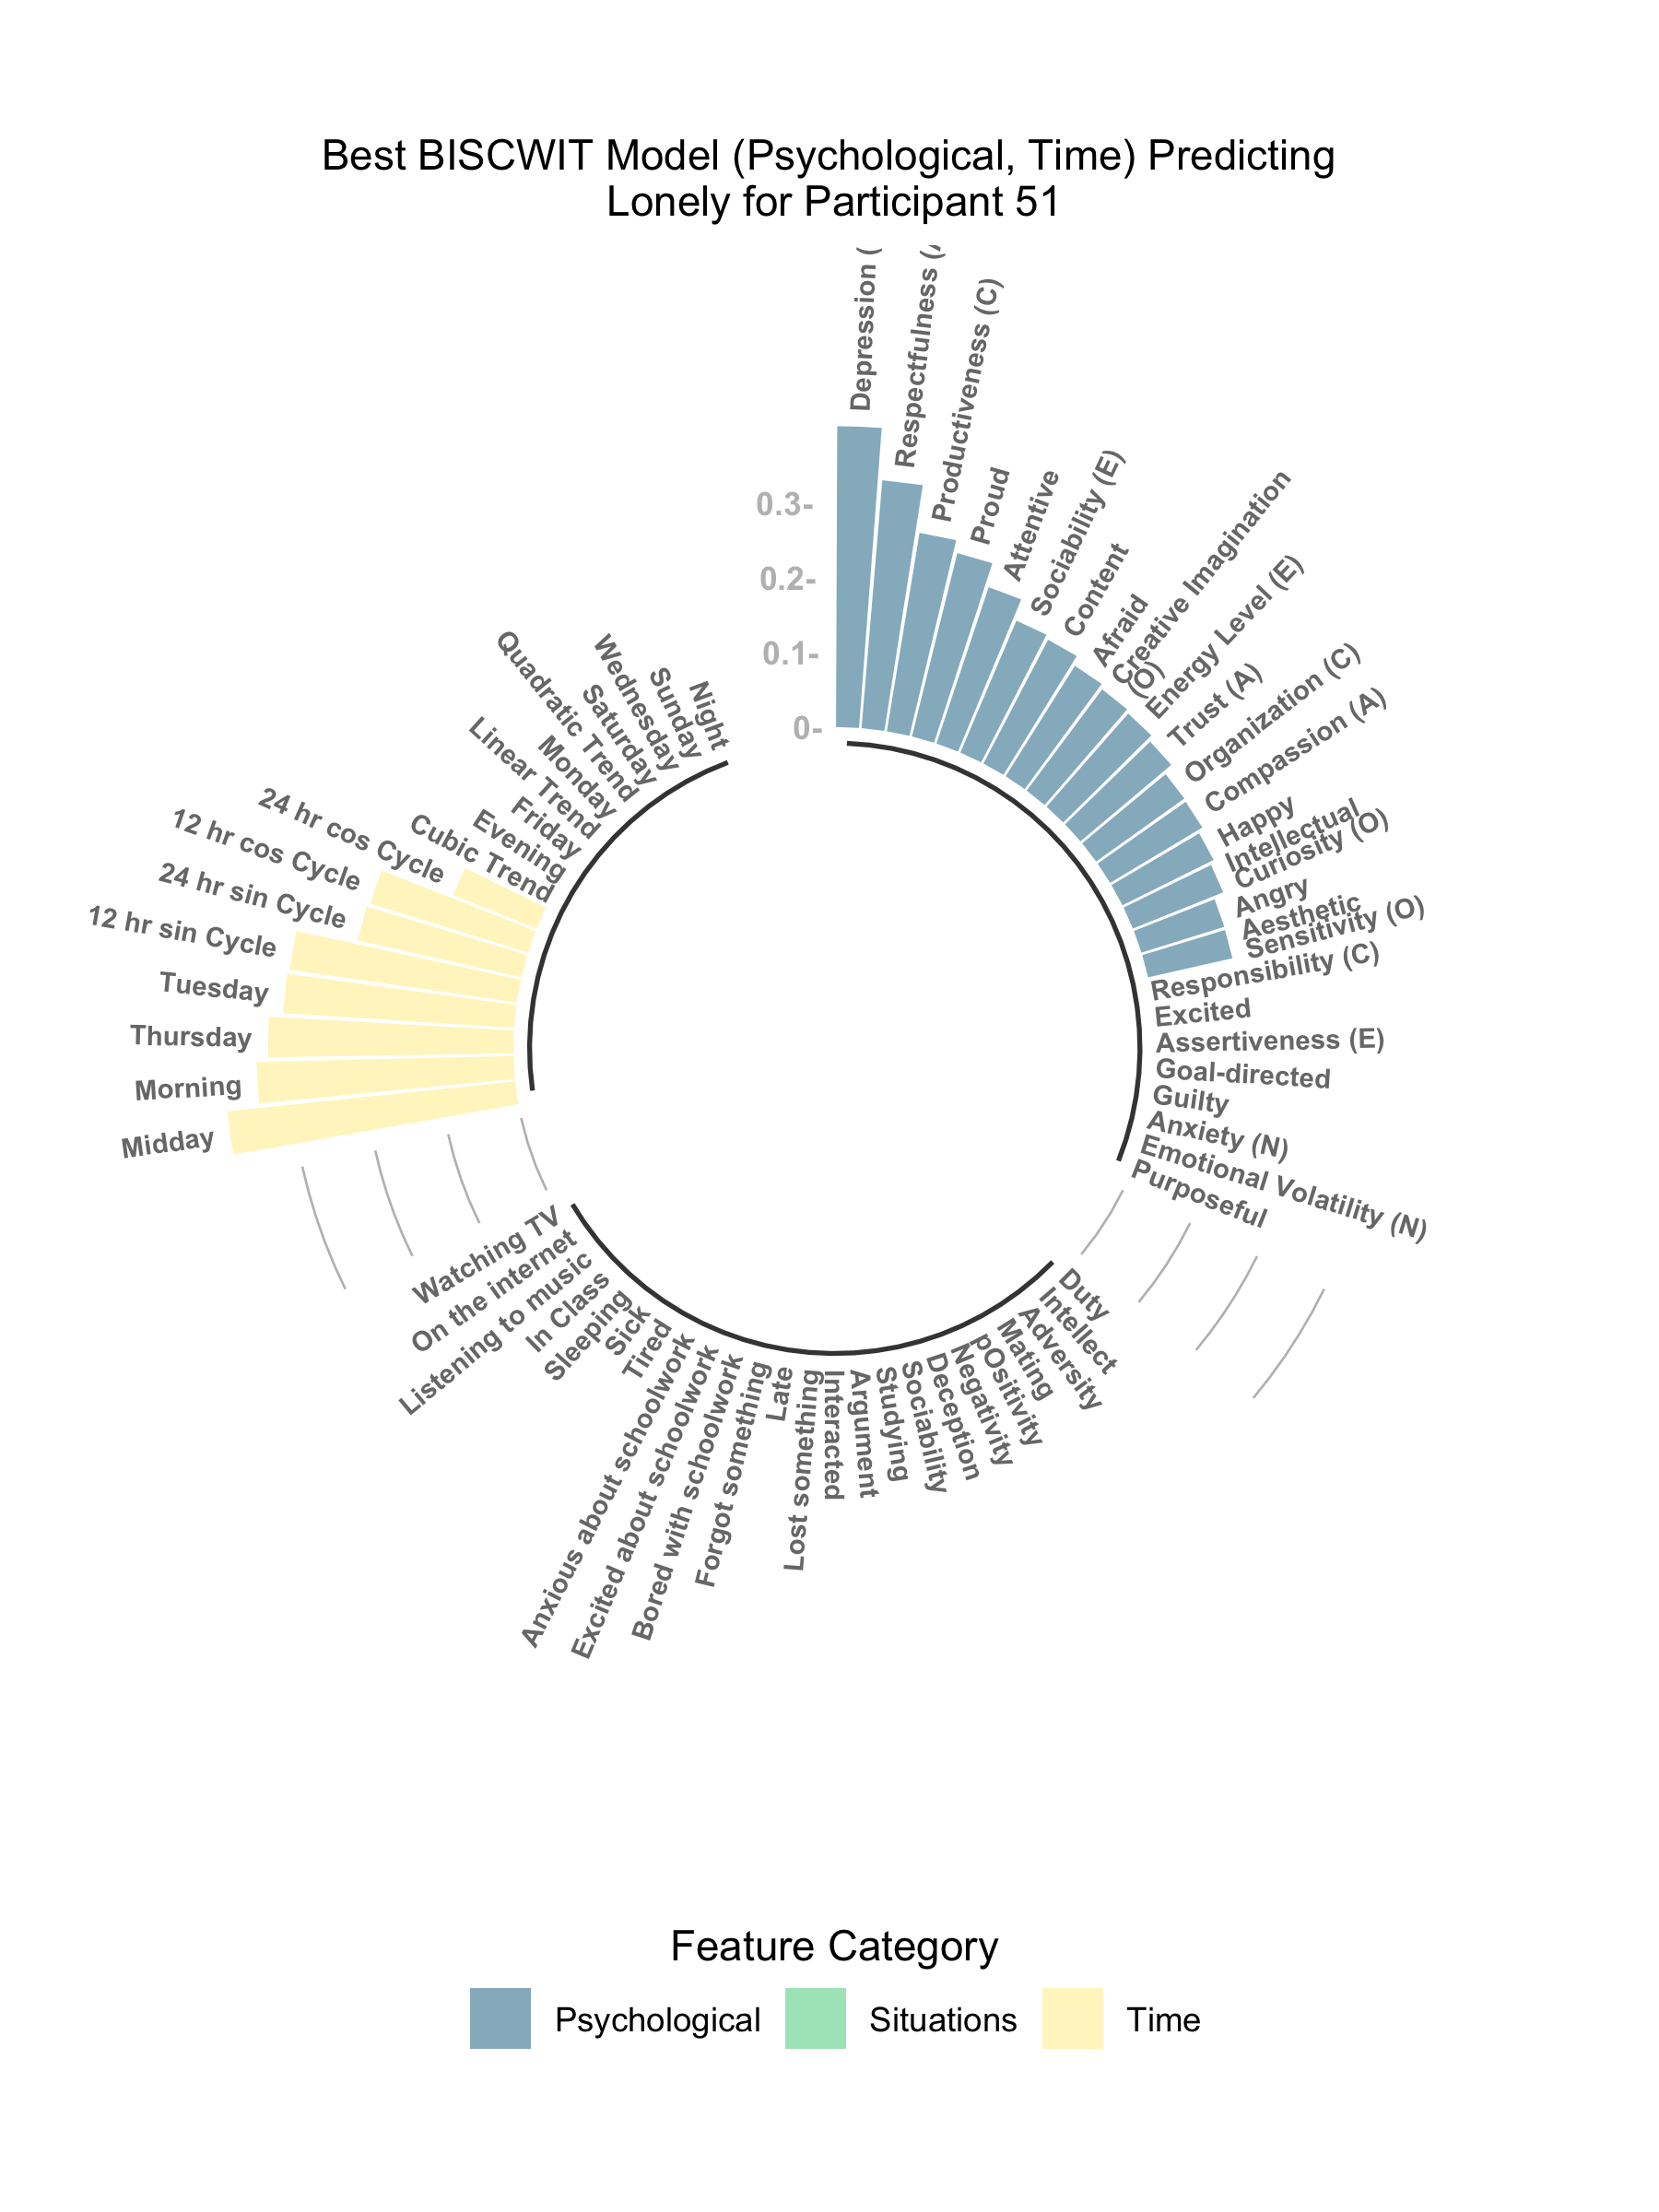 Best BISCWIT Model (Psychological, Time) Predicting
Lonely for Participant 51
0.3-
0.2-
0.1-
0-
Depression (
Respectfulness (
Productiveness (C)
Proud
Attentive
Sociability (E)
Content
Afraid
Creative Imagination
(O)
Energy Level (E)
Trust (A)
Organization (C)
Compassion (A)
Happy
Intellectual
Curiosity (O)
Angry
Aesthetic
Sensitivity (O)
Responsibility (C)
Excited
Assertiveness (E)
Goal-directed
Guilty
Anxiety (N)
Emotional Volatility (N)
Purposeful
Duty
Intellect
Adversity
Mating
pOsitivity
Negativity
Deception
Sociability
Studying
Argument
Interacted
Lost something
Late
Forgot something
Bored with schoolwork
Excited about schoolwork
Anxious about schoolwork
Tired
Sick
Sleeping
In Class
Listening to music
On the internet
Watching TV
Midday
Morning
Thursday
Tuesday
12 hr sin Cycle
24 hr sin Cycle
12 hr cos Cycle
24 hr cos Cycle
Cubic Trend
Evening
Friday
Linear Trend
Monday
Quadratic Trend
Saturday
Wednesday
Sunday
Night
Feature Category
Psychological
Situations
Time